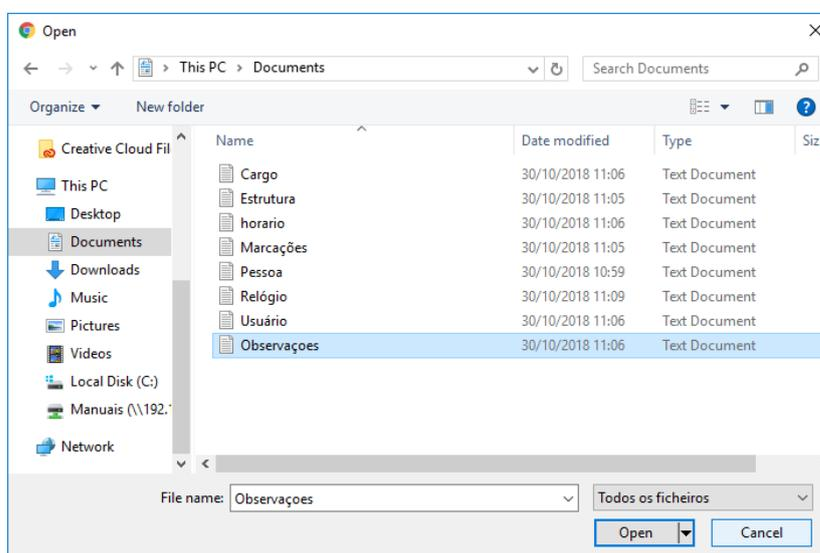 Open
This PC > Documents
Search Documents
Organize
New folder
Creative Cloud Fil
This PC
Desktop
Documents
Downloads
Music
Pictures
Videos
Local Disk (C:)
Manuais (\\192.1
Network
Name Date modified Type Siz
Cargo 30/10/2018 11:06 Text Document
Estrutura 30/10/2018 11:05 Text Document
horario 30/10/2018 11:06 Text Document
Marcações 30/10/2018 11:05 Text Document
Pessoa 30/10/2018 10:59 Text Document
Relógio 30/10/2018 11:09 Text Document
Usuário 30/10/2018 11:06 Text Document
Observaçoes 30/10/2018 11:06 Text Document
File name: Observaçoes Todos os ficheiros
Open Cancel